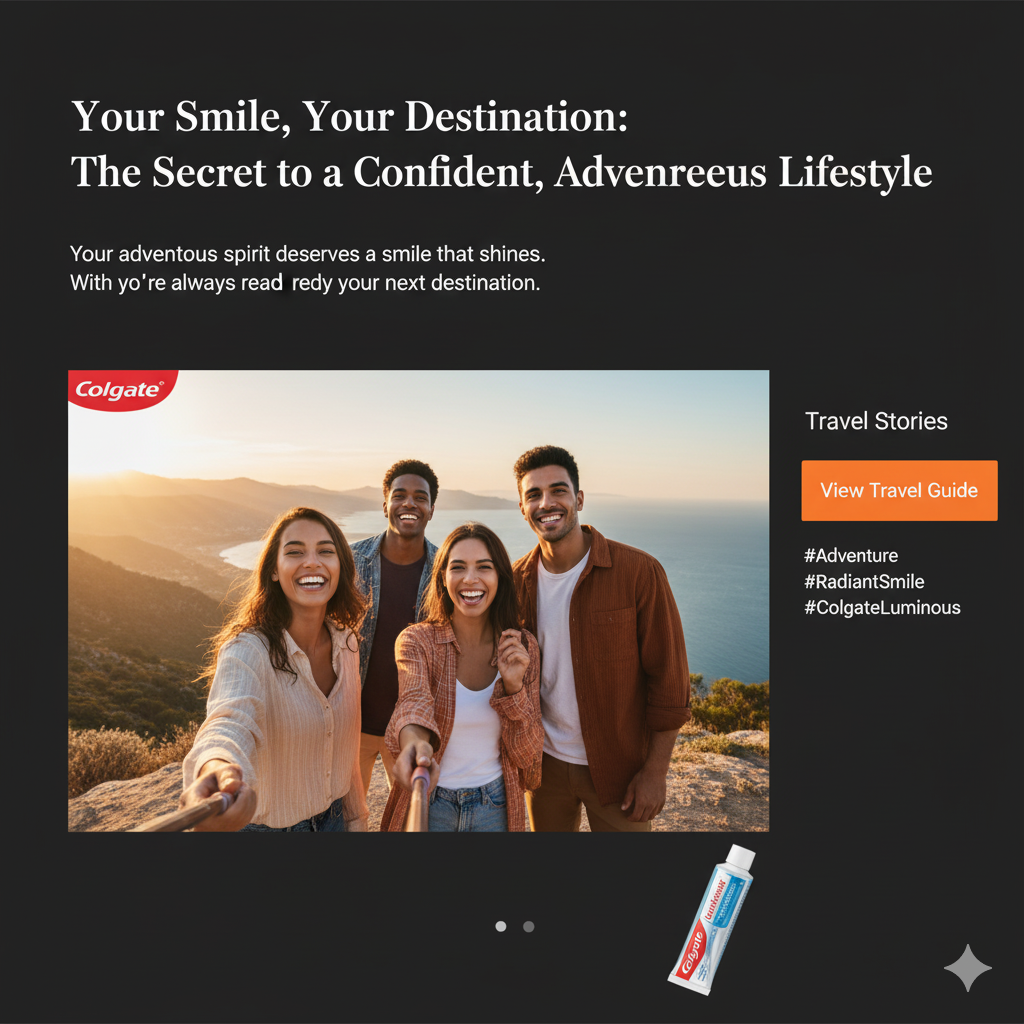 Your Smile, Your Destination:
The Secret to a Confident, Advenreeus Lifestyle
Your adventous spirit deserves a smile that shines.
With yo're always read redy your next destination.
Colgate
Travel Stories
View Travel Guide
#Adventure
#RadiantSmile
#ColgateLuminous
Colgate